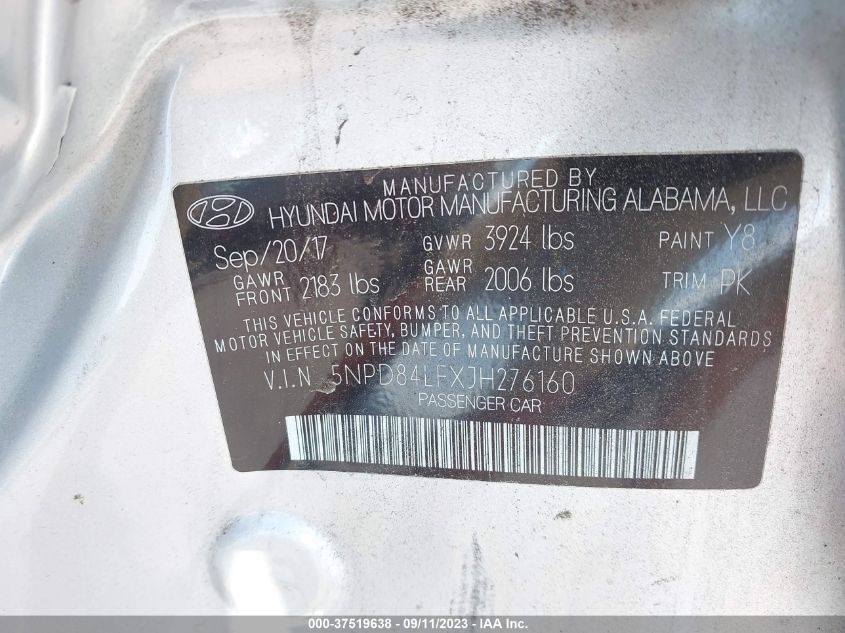 MANUFACTURED BY
HYUNDAI MOTOR MANUFACTURING ALABAMA, LLC
Sep/20/17 GVWR 3924 lbs PAINT Y8
GAWR FRONT 2183 lbs GAWR REAR 2006 lbs TRIM PK
THIS VEHICLE CONFORMS TO ALL APPLICABLE U.S.A. FEDERAL
MOTOR VEHICLE SAFETY, BUMPER, AND THEFT PREVENTION STANDARDS
IN EFFECT ON THE DATE OF MANUFACTURE SHOWN ABOVE.
V.I.N 5NPD84LFXJH276160
PASSENGER CAR
000-37519638 - 09/11/2023 - IAA Inc.